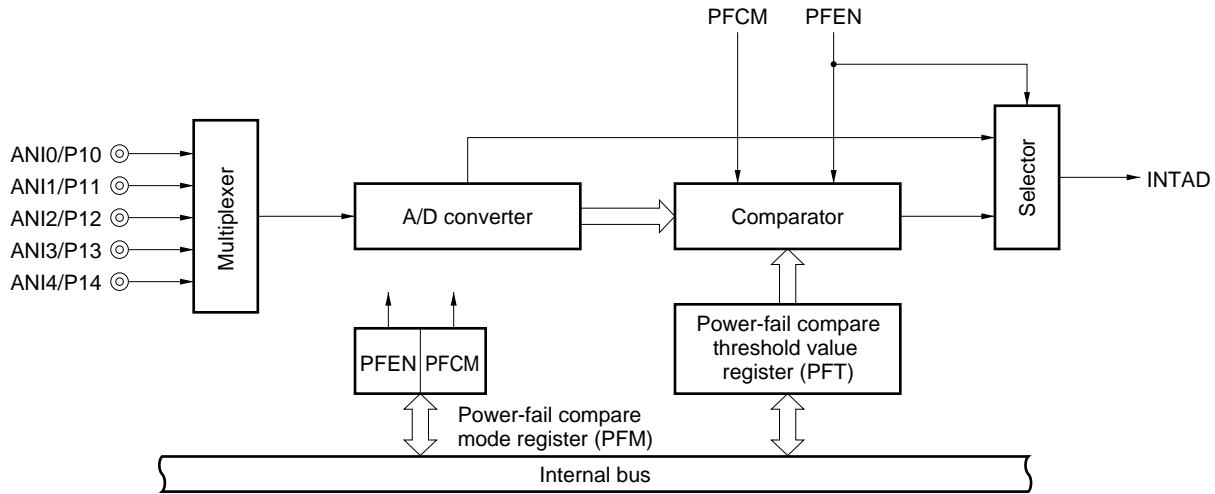 PFCM
PFEN
ANI0/P10
ANI1/P11
ANI2/P12
ANI3/P13
ANI4/P14
Multiplexer
A/D converter
Comparator
Selector
INTAD
PFEN
PFCM
Power-fail compare
mode register (PFM)
Power-fail compare
threshold value
register (PFT)
Internal bus